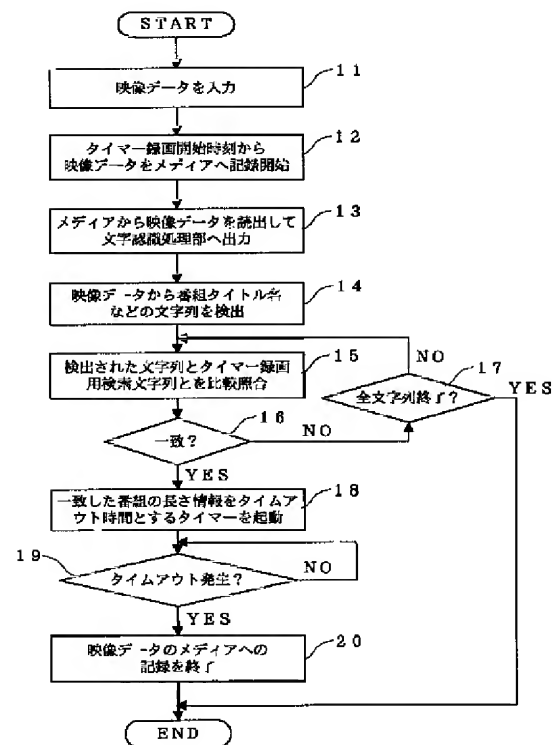 START
映像データを入力
11
タイマー録画開始時刻から
映像データをメディアへ記録開始
12
メディアから映像データを読出して
文字認識処理部へ出力
13
映像データから番組タイトル名
などの文字列を検出
14
検出された文字列とタイマー録画
用検索文字列とを比較照合
15
NO
17
全文字列終了?
YES
16
一致?
NO
YES
一致した番組の長さ情報をタイムア
ウト時間とするタイマーを起動
18
19
タイムアウト発生?
NO
YES
映像データのメディアへの
記録を終了
20
END